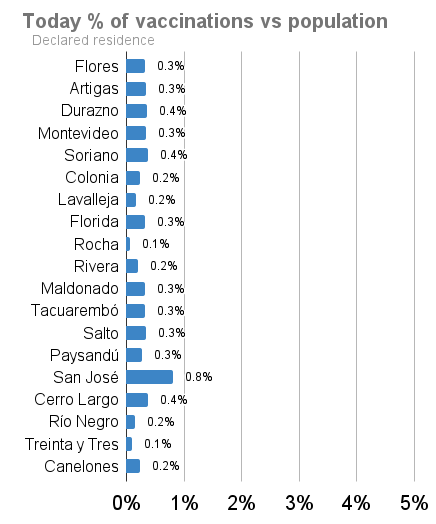 Today % of vaccinations vs population
Declared residence
Flores 0.3%
Artigas 0.3%
Durazno 0.4%
Montevideo 0.3%
Soriano 0.4%
Colonia 0.2%
Lavalleja 0.2%
Florida 0.3%
Rocha 0.1%
Rivera 0.2%
Maldonado 0.3%
Tacuarembó 0.3%
Salto 0.3%
Paysandú 0.3%
San José 0.8%
Cerro Largo 0.4%
Río Negro 0.2%
Treinta y Tres 0.1%
Canelones 0.2%
0% 1% 2% 3% 4% 5%